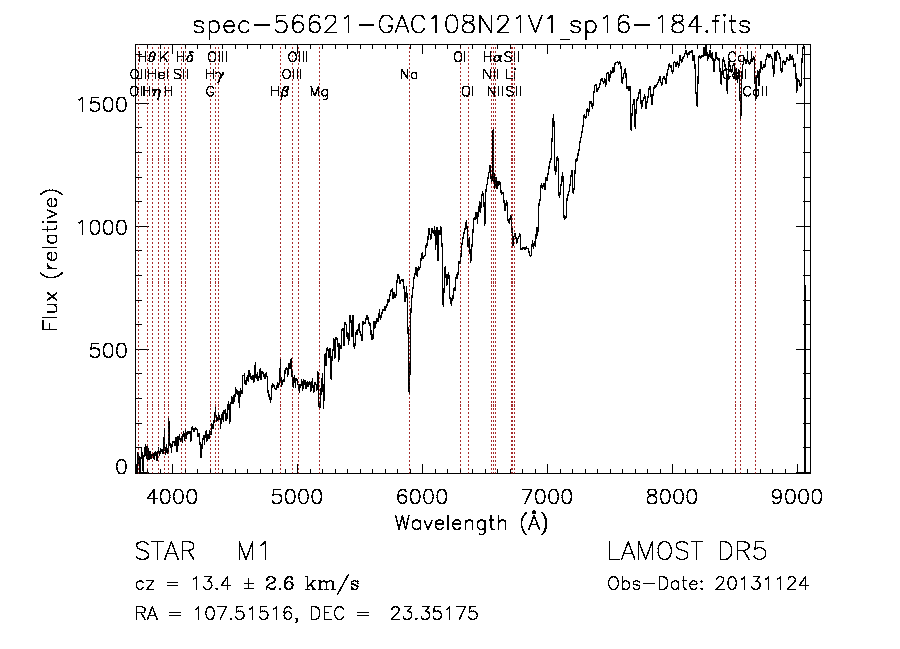 spec-56621-GAC108N21V1_sp16-184.fits
Hθ K Hδ OIII OIII OI Hα SII CaII
OII HeI SII Hγ OIII Na NII Li CaII
OII Hη H G Hβ Mg OI NII SII CaII
1500
1000
500
0
Flux (relative)
4000 5000 6000 7000 8000 9000
Wavelength (Å)
STAR M1 LAMOST DR5
cz = 13.4 ± 2.6 km/s Obs-Date: 20131124
RA = 107.51516, DEC = 23.35175